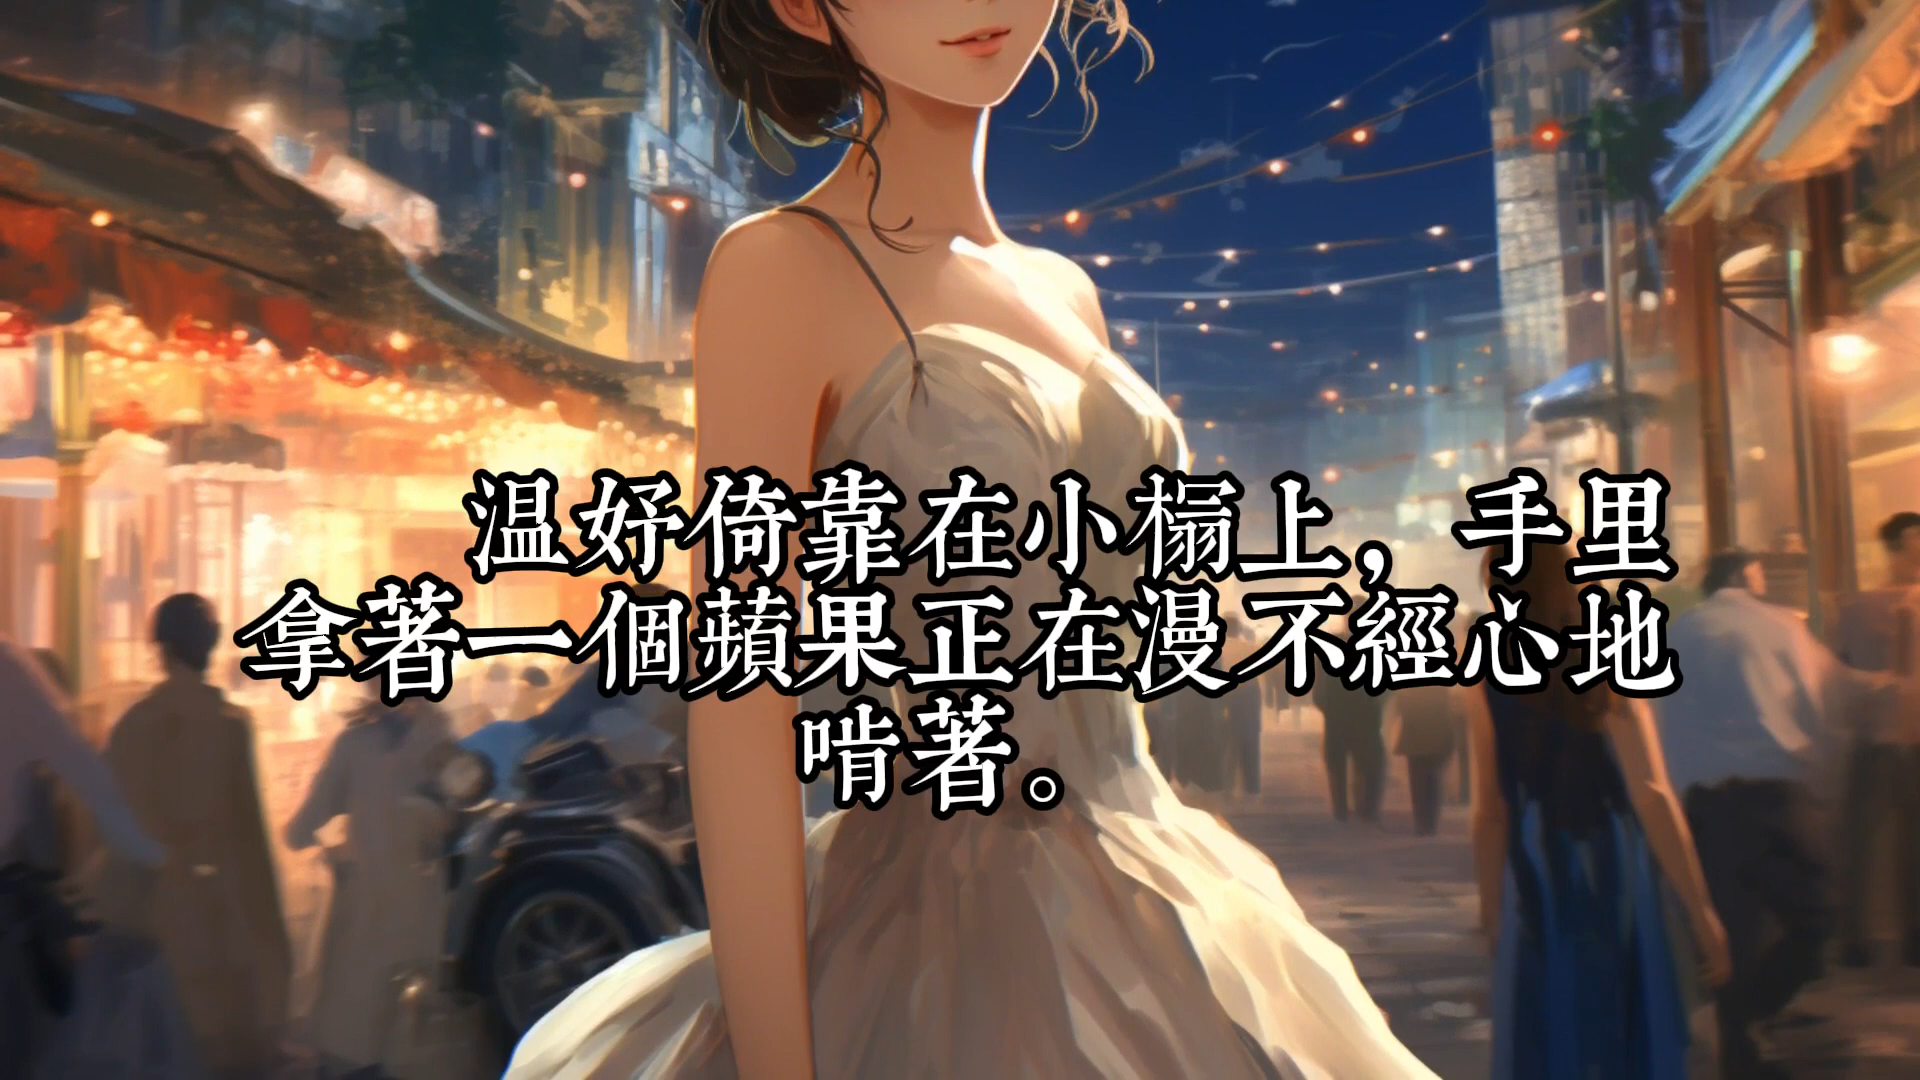 温妤倚靠在小榻上，手里
拿著一個蘋果正在漫不經心地
啃著。